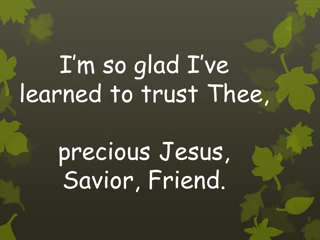 I'm so glad I've
learned to trust Thee,
precious Jesus,
Savior, Friend.